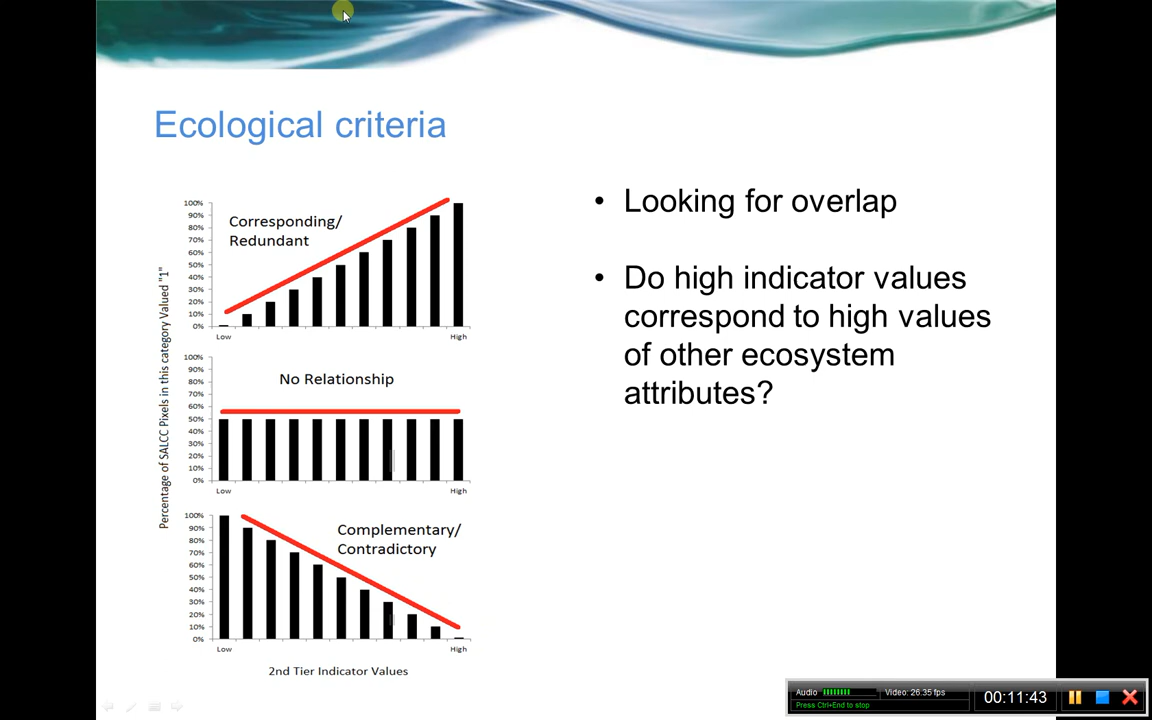 Ecological criteria
Percentage of SALCC Pixels in this category Valued "1"
100%
90%
80%
70%
60%
50%
40%
30%
20%
10%
0%
Corresponding/
Redundant
Low
High
100%
90%
80%
70%
60%
50%
40%
30%
20%
10%
0%
No Relationship
Low
High
100%
90%
80%
70%
60%
50%
40%
30%
20%
10%
0%
Complementary/
Contradictory
Low
High
2nd Tier Indicator Values
• Looking for overlap
• Do high indicator values
correspond to high values
of other ecosystem
attributes?
Audio
Video: 26.35 fps
Press Ctrl+End to stop
00:11:43